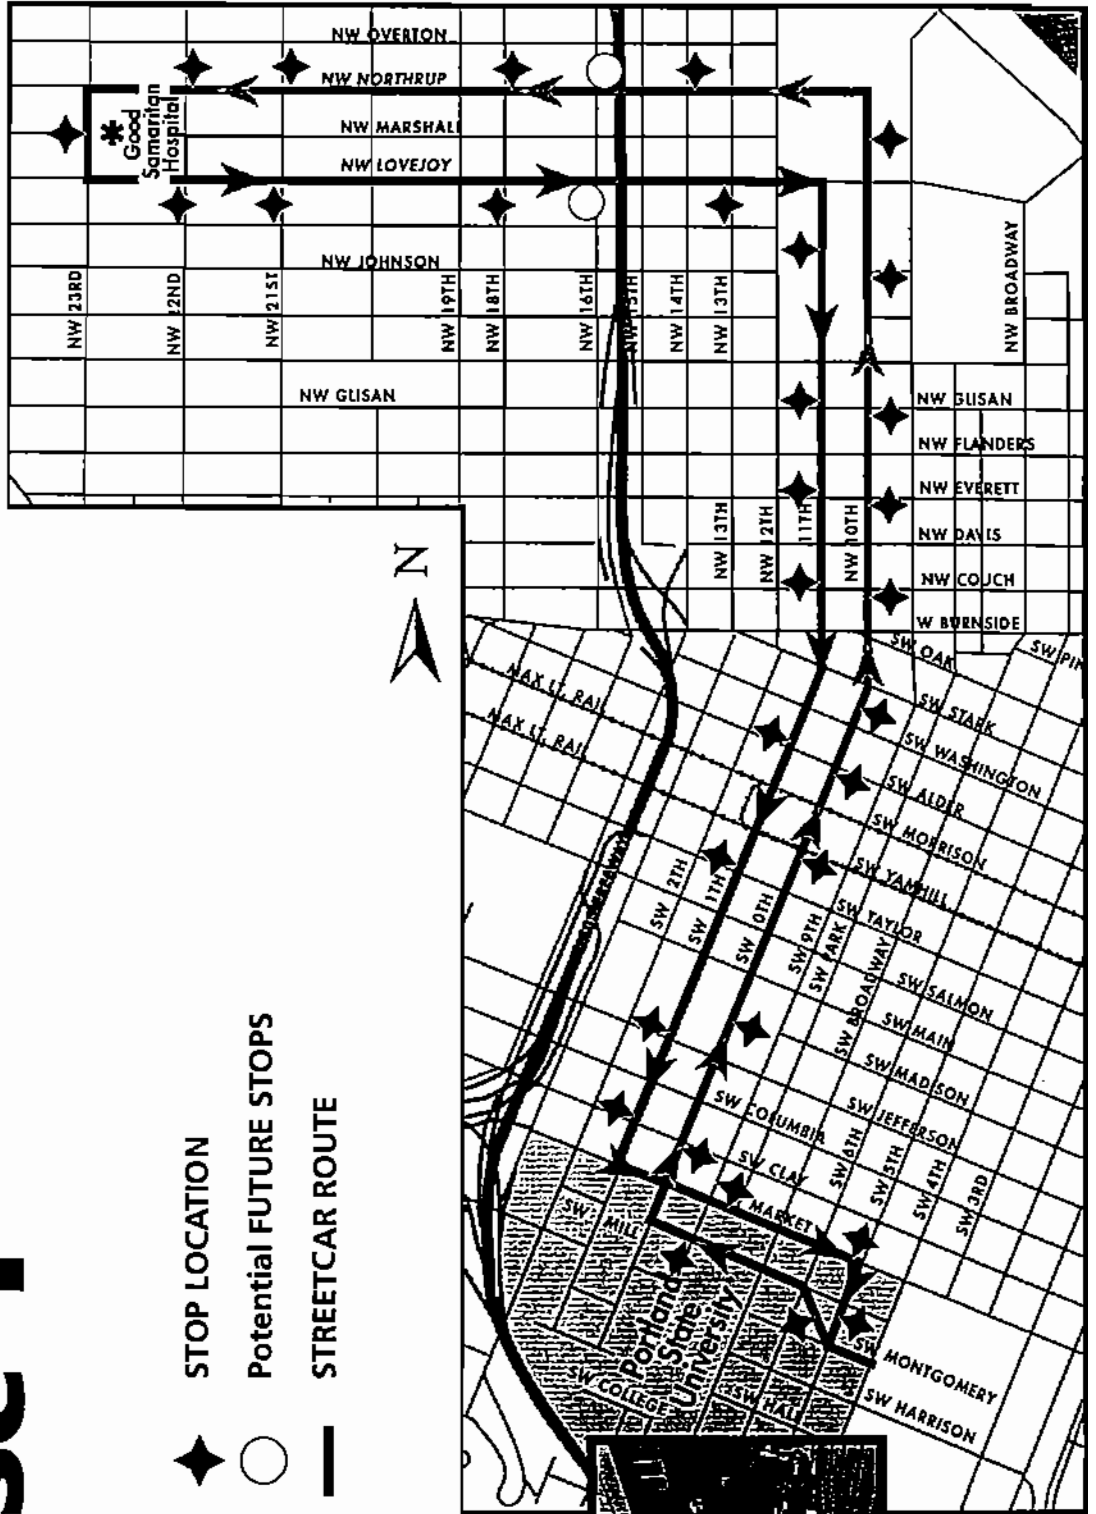 NW OVERTON
NW NORTHRUP
Good
Samaritan
Hospital
NW MARSHALL
NW LOVEJOY
NW JOHNSON
NW 23RD
NW 22ND
NW 21ST
NW 19TH
NW 18TH
NW 16TH
NW 15TH
NW 14TH
NW 13TH
NW BROADWAY
NW GLISAN
NW GLISAN
NW FLANDERS
NW EVERETT
NW DAVIS
NW COUCH
W BURNSIDE
NW 13TH
NW 12TH
11TH
NW 10TH
N
SW OAK
SW PIN
SW STARK
SW WASHINGTON
SW ALDER
SW MORRISON
SW YAMHILL
SW TAYLOR
SW SALMON
SW MAIN
SW MADISON
SW JEFFERSON
SW COLUMBIA
SW CLAY
MARKET
SW MILL
SW MONTGOMERY
SW HARRISON
SW HALL
SW COLLEGE
MAX LT. RAIL
MAX LT. RAIL
SW 2TH
SW 1TH
SW 0TH
SW 9TH
SW PARK
SW BROADWAY
SW 6TH
SW 5TH
SW 4TH
SW 3RD
Portland
State
University
STOP LOCATION
Potential FUTURE STOPS
STREETCAR ROUTE